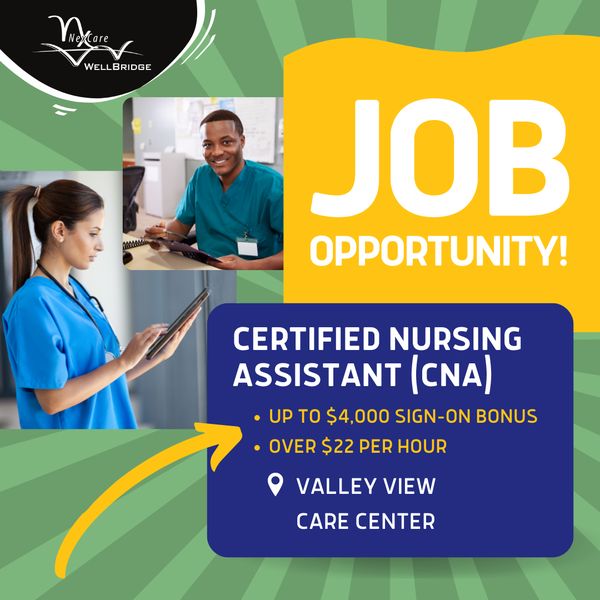 NexCare
WellBridge
JOB
OPPORTUNITY!
CERTIFIED NURSING
ASSISTANT (CNA)
• UP TO $4,000 SIGN-ON BONUS
• OVER $22 PER HOUR
VALLEY VIEW
CARE CENTER